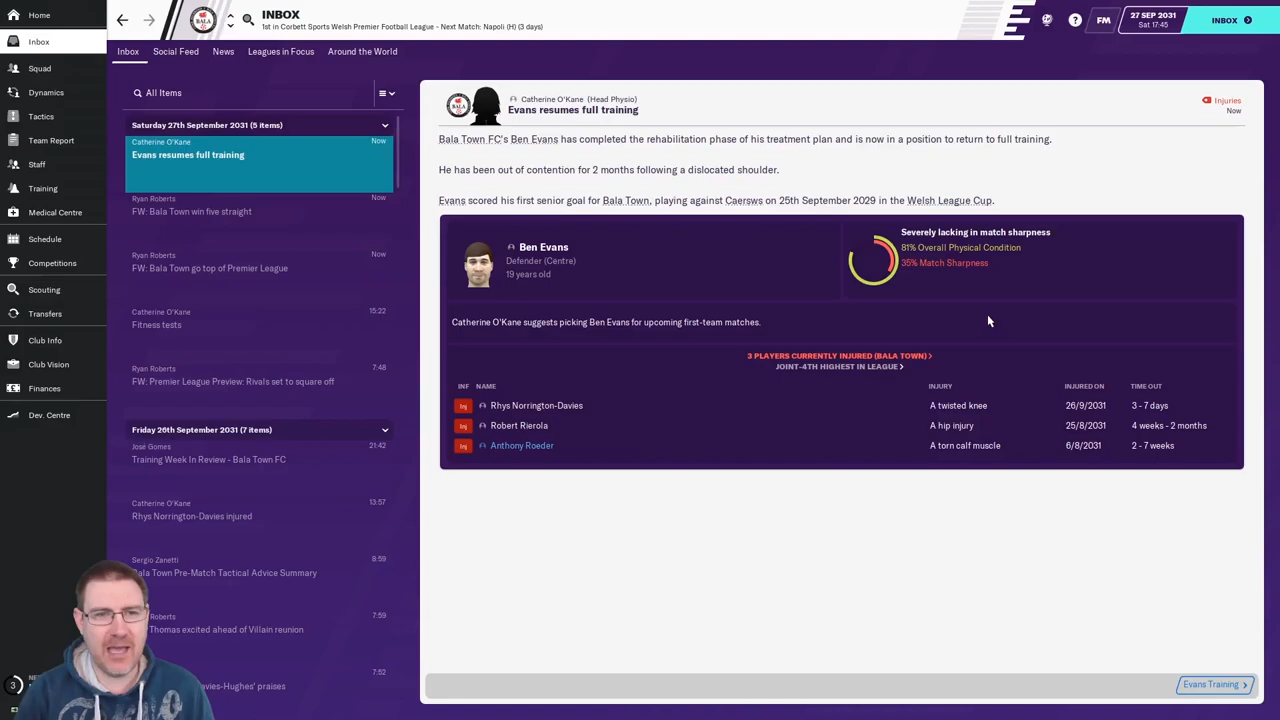 INBOX
1st in Corbett Sports Welsh Premier Football League - Next Match: Napoli (H) (3 days)
FM
27 SEP 2031
Sat 17:45
INBOX
Home
Inbox
Squad
Dynamics
Tactics
Team Report
Staff
Training
Medical Centre
Schedule
Competitions
Scouting
Transfers
Club Info
Club Vision
Finances
Dev. Centre
3
Inbox
Social Feed
News
Leagues in Focus
Around the World
All Items
Saturday 27th September 2031 (5 items)
Catherine O'Kane Now
Evans resumes full training
Ryan Roberts Now
FW: Bala Town win five straight
Ryan Roberts Now
FW: Bala Town go top of Premier League
Catherine O'Kane 15:22
Fitness tests
Ryan Roberts 7:48
FW: Premier League Preview: Rivals set to square off
Friday 26th September 2031 (7 items)
José Gomes 21:42
Training Week In Review - Bala Town FC
Catherine O'Kane 13:57
Rhys Norrington-Davies injured
Sergio Zanetti 8:59
Bala Town Pre-Match Tactical Advice Summary
Roberts 7:59
Thomas excited ahead of Villain reunion
7:52
avies-Hughes' praises
BALA
Catherine O'Kane (Head Physio)
Evans resumes full training
Injuries
Now
Bala Town FC's Ben Evans has completed the rehabilitation phase of his treatment plan and is now in a position to return to full training.
He has been out of contention for 2 months following a dislocated shoulder.
Evans scored his first senior goal for Bala Town, playing against Caersws on 25th September 2029 in the Welsh League Cup.
Ben Evans
Defender (Centre)
19 years old
Severely lacking in match sharpness
81% Overall Physical Condition
35% Match Sharpness
Catherine O'Kane suggests picking Ben Evans for upcoming first-team matches.
3 PLAYERS CURRENTLY INJURED (BALA TOWN)
JOINT-4TH HIGHEST IN LEAGUE
INF NAME INJURY INJURED ON TIME OUT
Inj Rhys Norrington-Davies A twisted knee 26/9/2031 3 - 7 days
Inj Robert Rierola A hip injury 25/8/2031 4 weeks - 2 months
Inj Anthony Roeder A torn calf muscle 6/8/2031 2 - 7 weeks
Evans Training